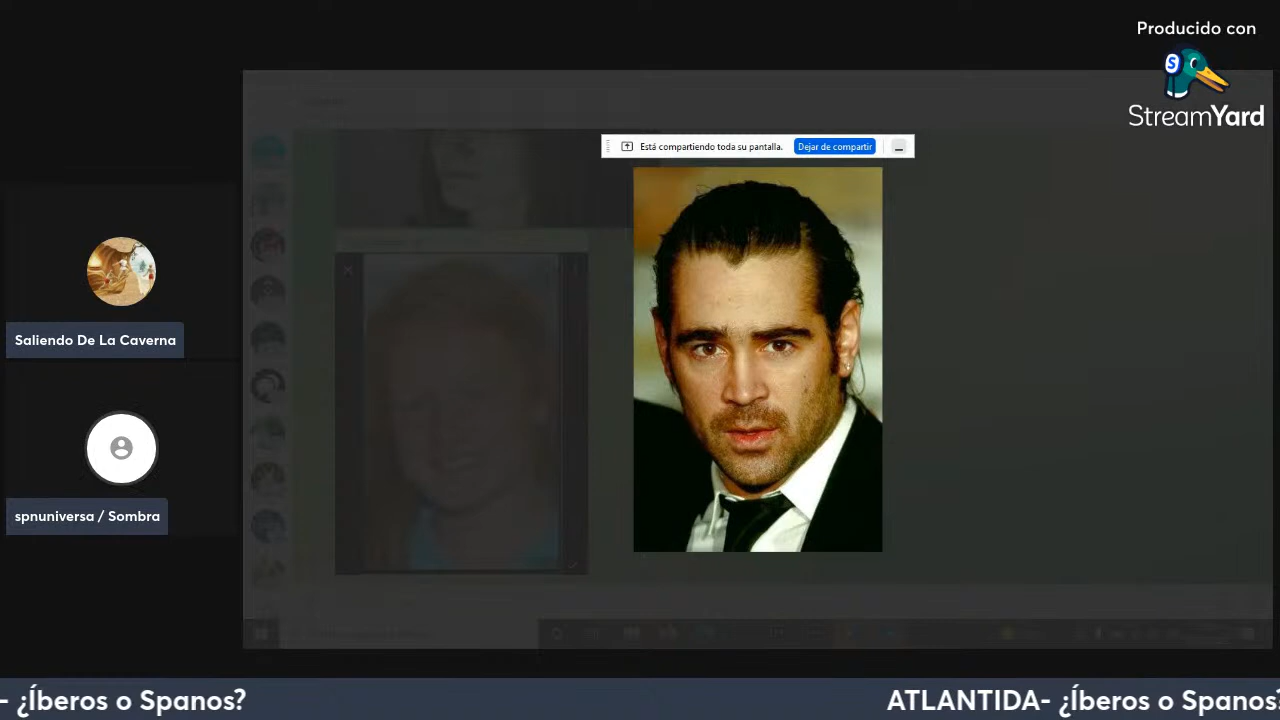 Producido con
S
StreamYard
Está compartiendo toda su pantalla. Dejar de compartir
Saliendo De La Caverna
spnuniversa / Sombra
- ¿Íberos o Spanos? ATLANTIDA- ¿Íberos o Spanos?